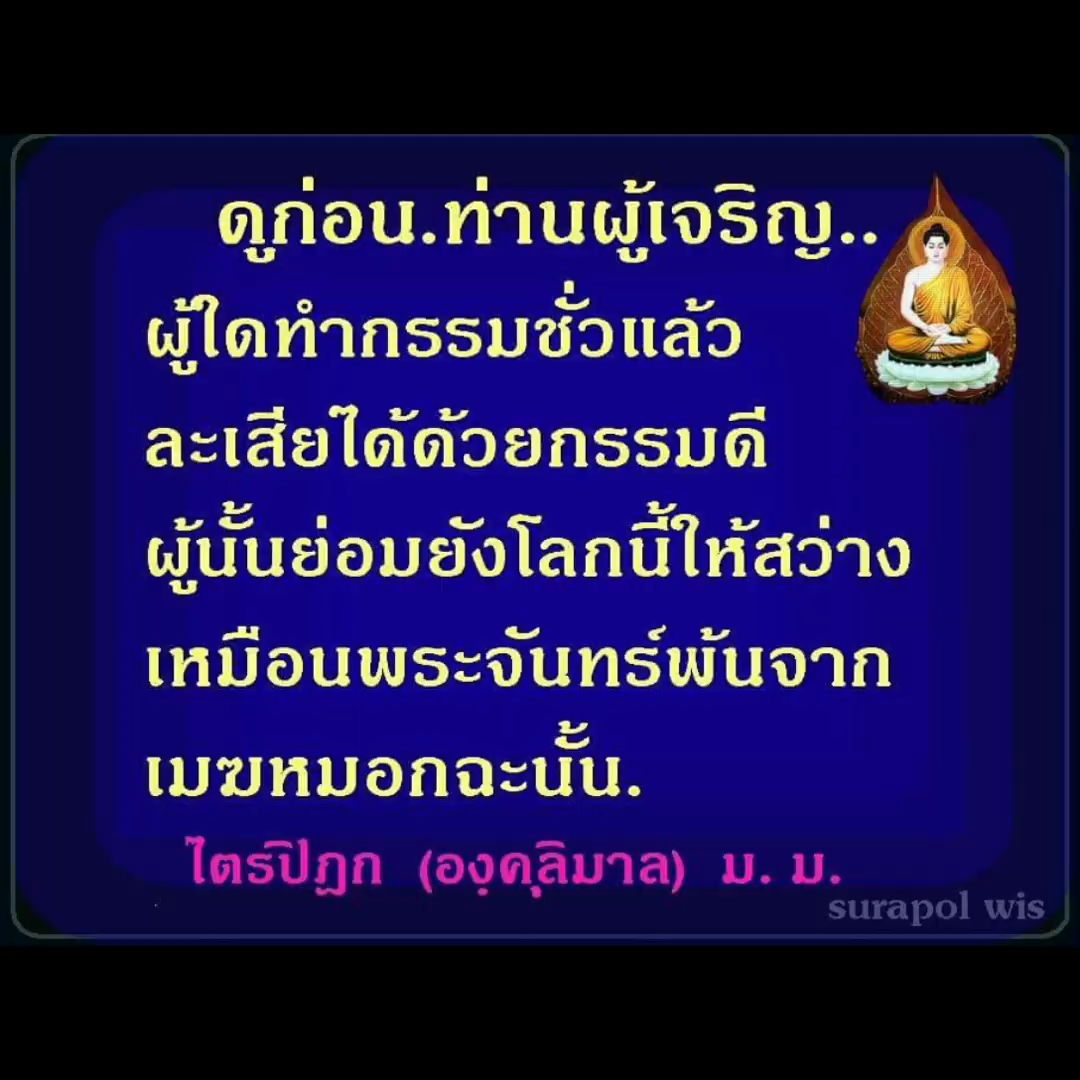 ดูก่อน.ท่านผู้เจริญ..
ผู้ใดทำกรรมชั่วแล้ว
ละเสียได้ด้วยกรรมดี
ผู้นั้นย่อมยังโลกนี้ให้สว่าง
เหมือนพระจันทร์พ้นจาก
เมฆหมอกฉะนั้น.
ไตรปิฏก (องฺคุลิมาล) ม. ม.
surapol wis